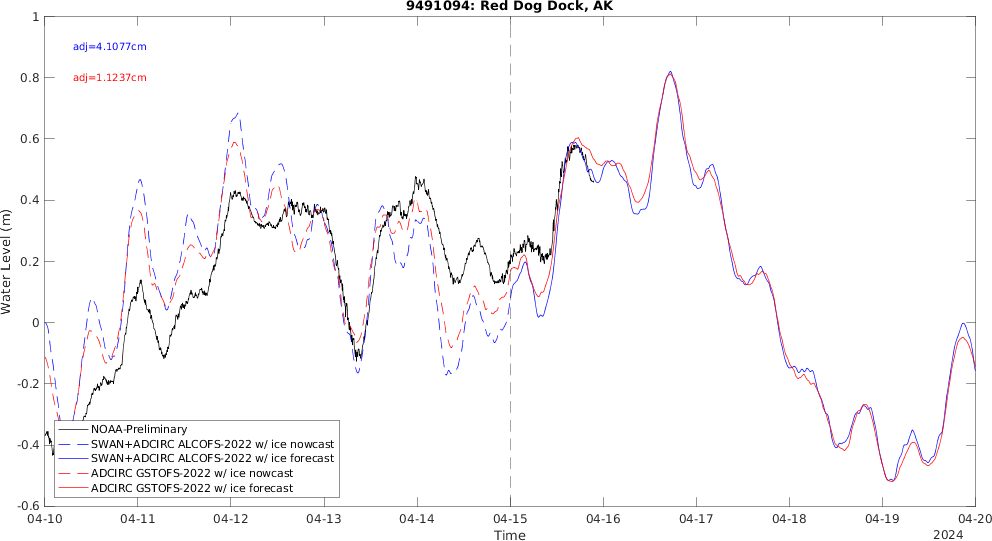 9491094: Red Dog Dock, AK
adj=4.1077cm
adj=1.1237cm
Water Level (m)
1
0.8
0.6
0.4
0.2
0
-0.2
-0.4
-0.6
NOAA-Preliminary
SWAN+ADCIRC ALCOFS-2022 w/ ice nowcast
SWAN+ADCIRC ALCOFS-2022 w/ ice forecast
ADCIRC GSTOFS-2022 w/ ice nowcast
ADCIRC GSTOFS-2022 w/ ice forecast
04-10 04-11 04-12 04-13 04-14 04-15 04-16 04-17 04-18 04-19 04-20
Time
2024